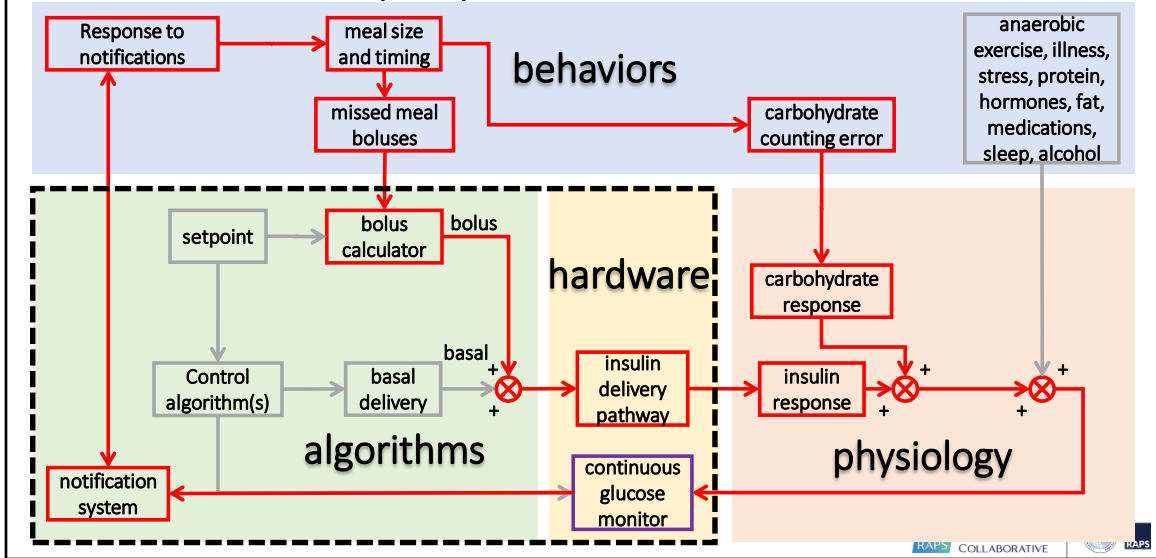 Response to
notifications
meal size
and timing
behaviors
anaerobic
exercise, illness,
stress, protein,
hormones, fat,
medications,
sleep, alcohol
missed meal
boluses
carbohydrate
counting error
setpoint
bolus
calculator
bolus
hardware
carbohydrate
response
Control
algorithm(s)
basal
delivery
basal
+
+
insulin
delivery
pathway
insulin
response
+
+
+
+
algorithms
physiology
notification
system
continuous
glucose
monitor
RAPS
COLLABORATIVE
RAPS